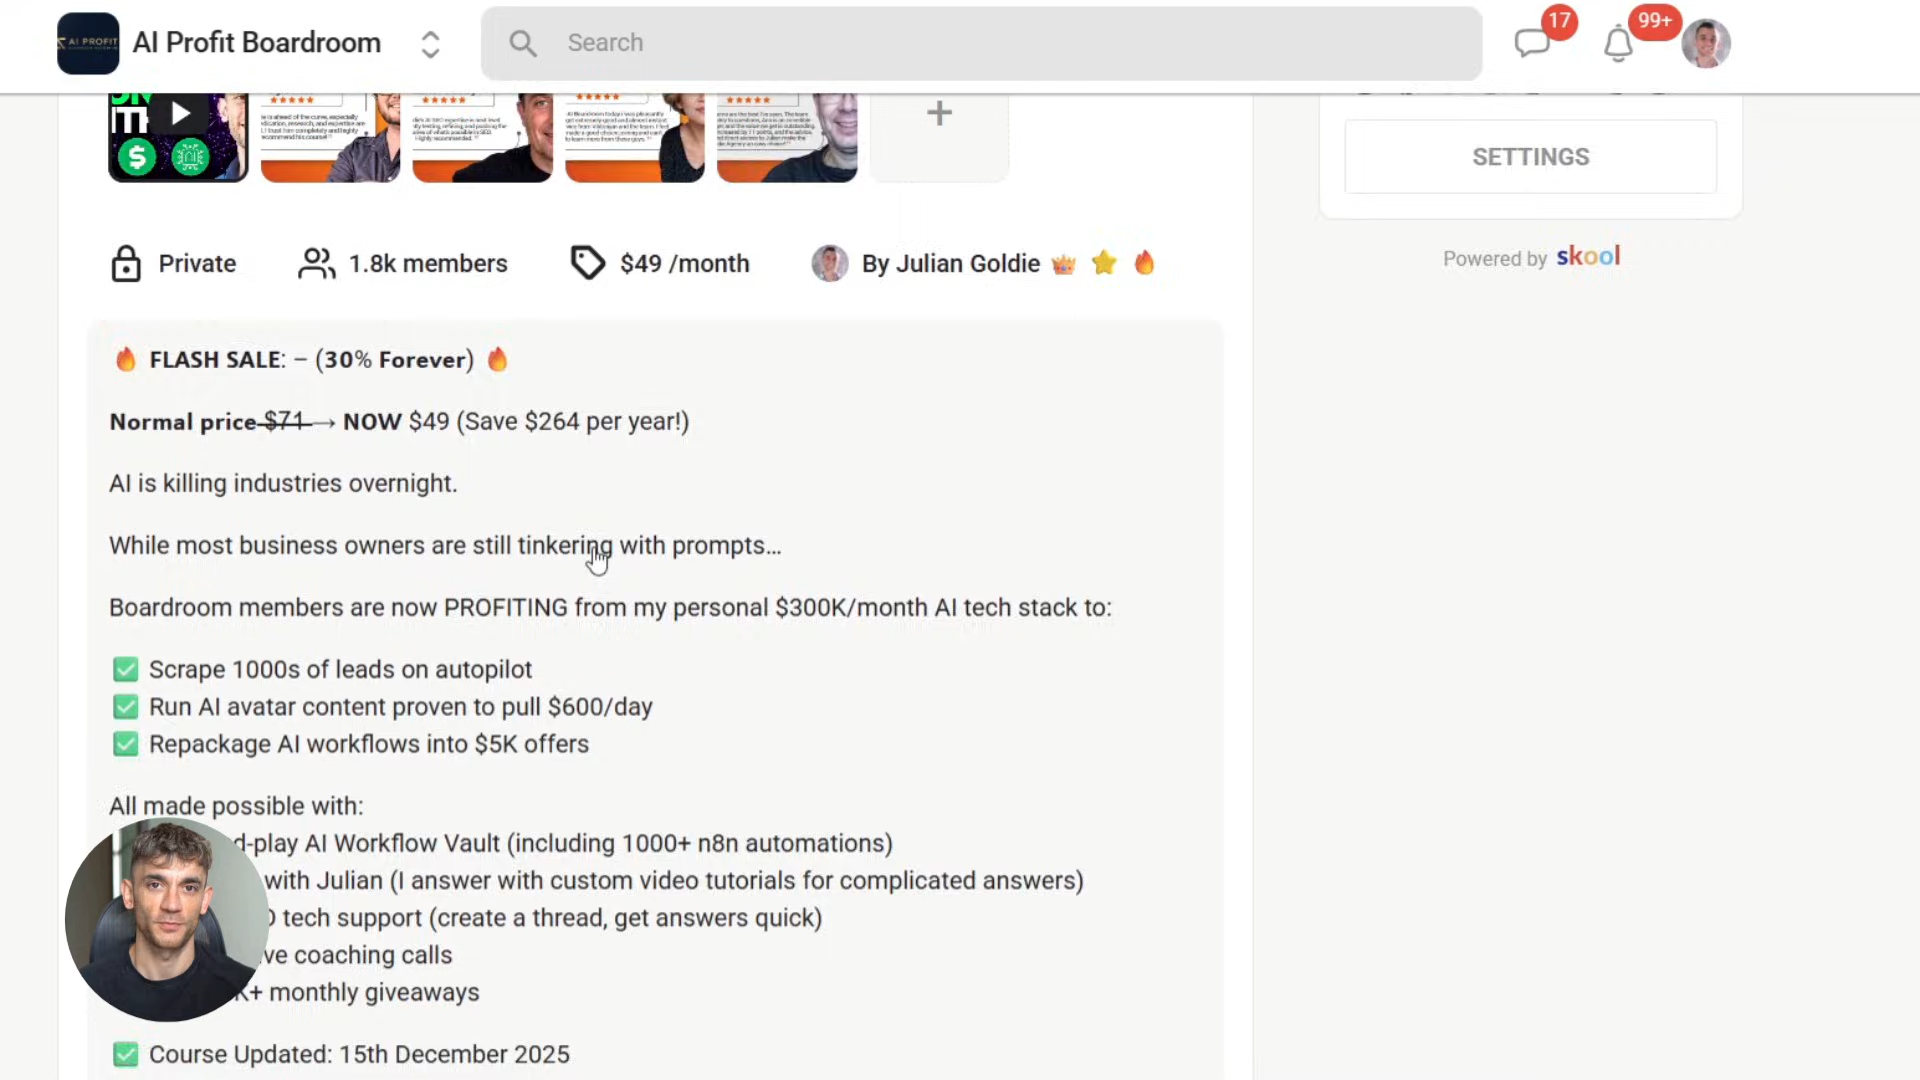 AI PROFIT
AI Profit Boardroom
Search
17
99+
SETTINGS
Powered by skool
Private
1.8k members
$49 /month
By Julian Goldie 👑 ⭐ 🔥
🔥 FLASH SALE: – (30% Forever) 🔥
Normal price $71 → NOW $49 (Save $264 per year!)
AI is killing industries overnight.
While most business owners are still tinkering with prompts...
Boardroom members are now PROFITING from my personal $300K/month AI tech stack to:
✅ Scrape 1000s of leads on autopilot
✅ Run AI avatar content proven to pull $600/day
✅ Repackage AI workflows into $5K offers
All made possible with:
d-play AI Workflow Vault (including 1000+ n8n automations)
with Julian (I answer with custom video tutorials for complicated answers)
tech support (create a thread, get answers quick)
ve coaching calls
K+ monthly giveaways
✅ Course Updated: 15th December 2025